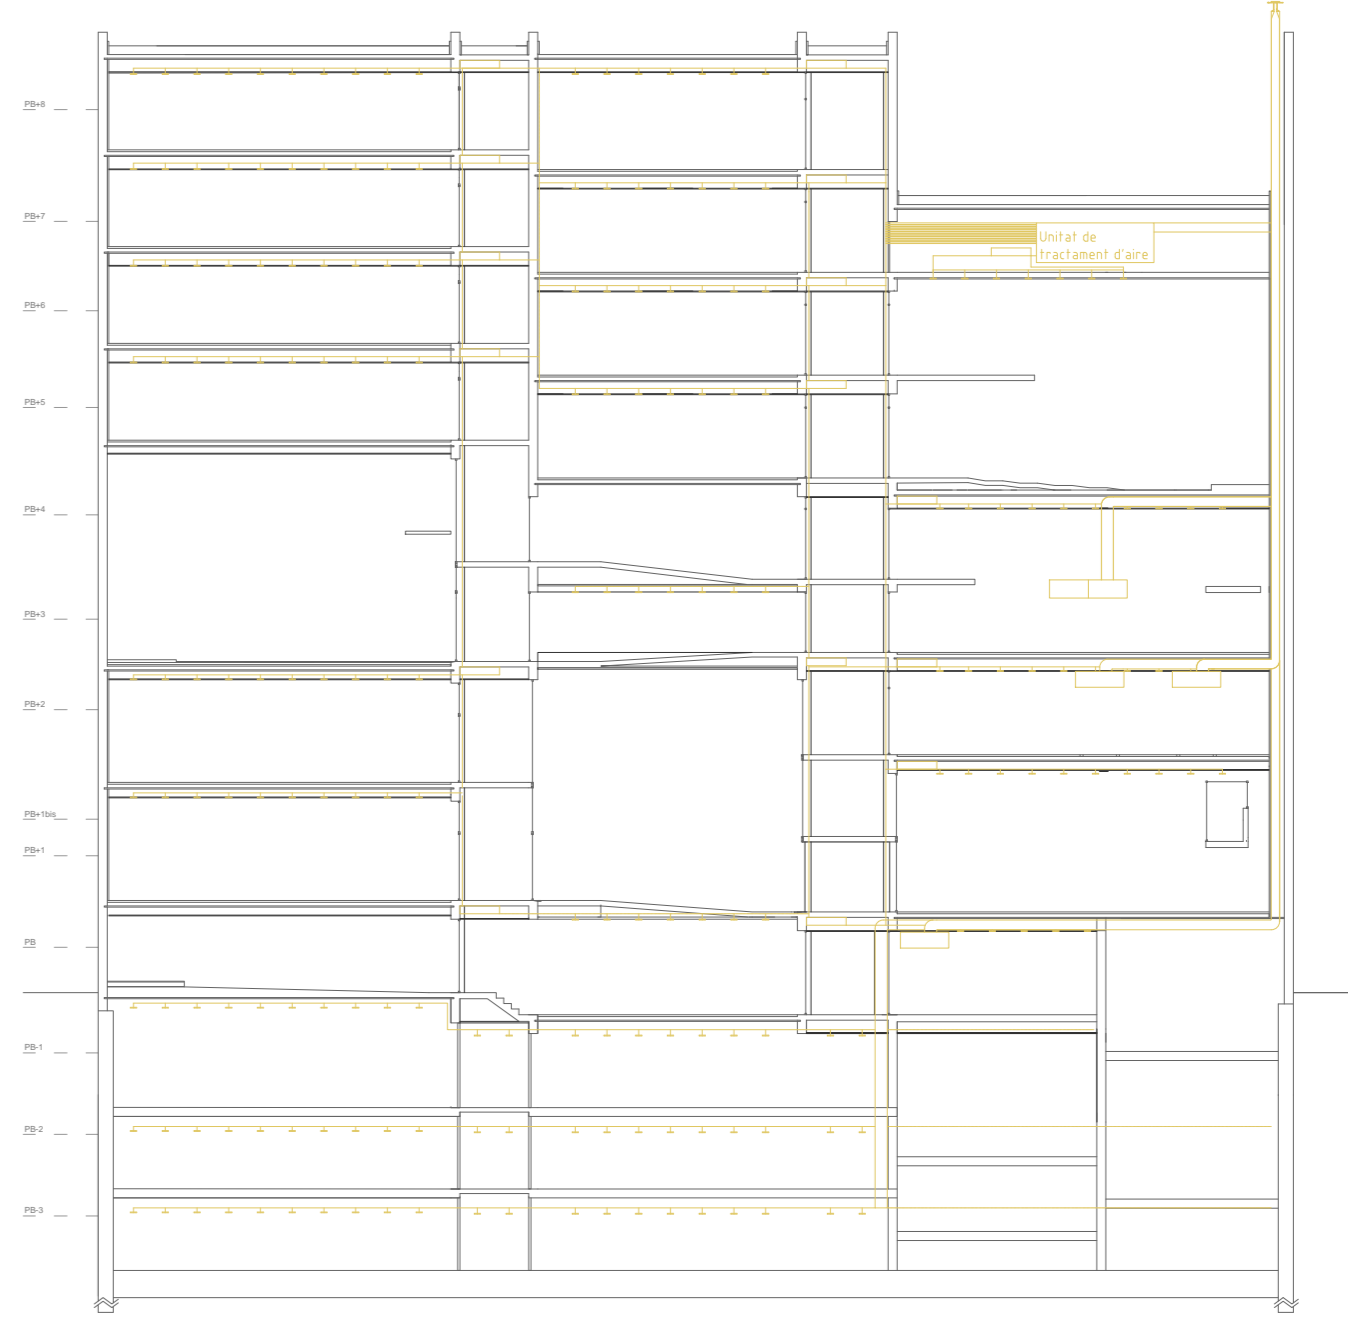 PB+8
PB+7
Unitat de
tractament d'aire
PB+6
PB+5
PB+4
PB+3
PB+2
PB+1bis
PB+1
PB
PB-1
PB-2
PB-3